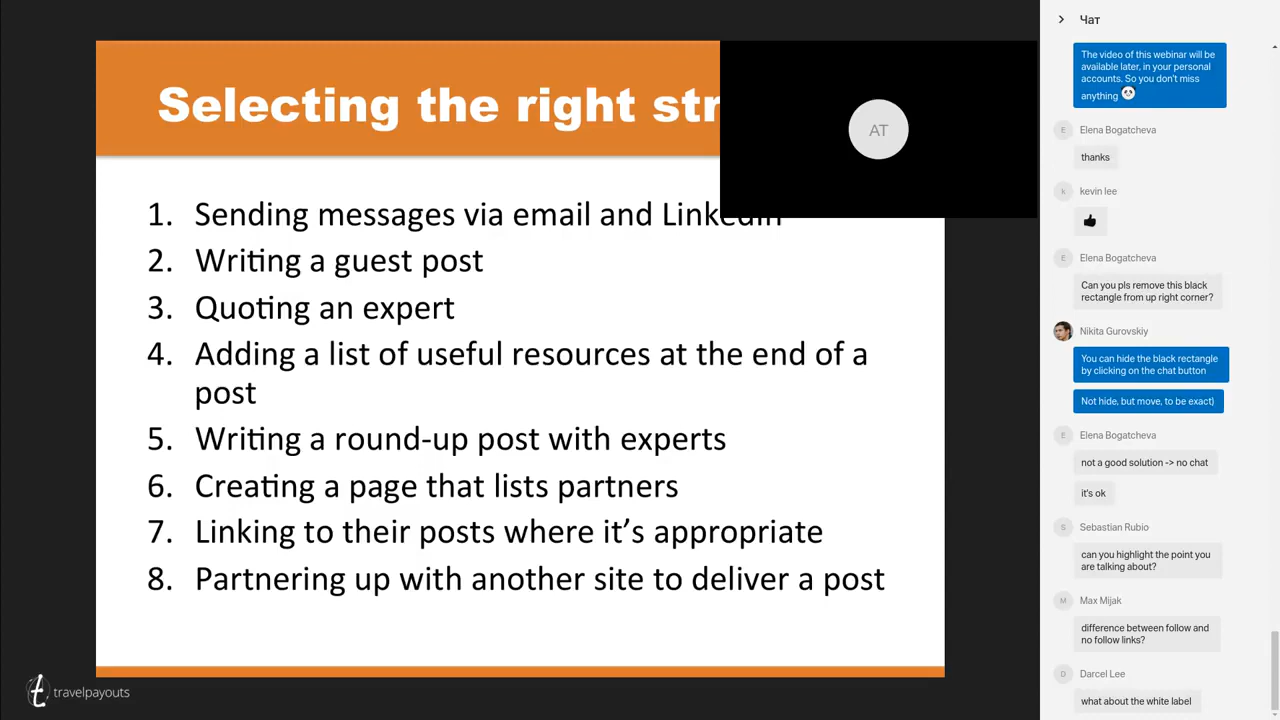 Selecting the right str
AT
1. Sending messages via email and LinkedIn
2. Writing a guest post
3. Quoting an expert
4. Adding a list of useful resources at the end of a
post
5. Writing a round-up post with experts
6. Creating a page that lists partners
7. Linking to their posts where it’s appropriate
8. Partnering up with another site to deliver a post
travelpayouts
Чат
The video of this webinar will be
available later, in your personal
accounts. So you don't miss
anything
E Elena Bogatcheva
thanks
K kevin lee
E Elena Bogatcheva
Can you pls remove this black
rectangle from up right corner?
Nikita Gurovskiy
You can hide the black rectangle
by clicking on the chat button
Not hide, but move, to be exact)
E Elena Bogatcheva
not a good solution -> no chat
it's ok
S Sebastian Rubio
can you highlight the point you
are talking about?
M Max Mijak
difference between follow and
no follow links?
D Darcel Lee
what about the white label